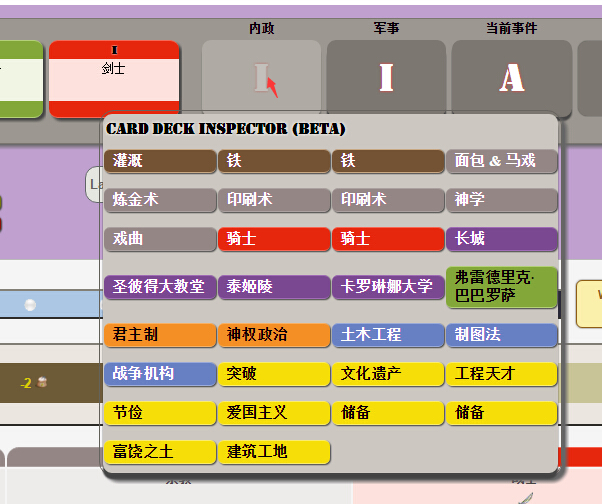 内政 军事 当前事件
I
剑士
I I A
CARD DECK INSPECTOR (BETA)
灌溉 铁 铁 面包 & 马戏
La
炼金术 印刷术 印刷术 神学
戏曲 骑士 骑士 长城
圣彼得大教堂 泰姬陵 卡罗琳娜大学 弗雷德里克·
巴巴罗萨
君主制 神权政治 土木工程 制图法
战争机构 突破 文化遗产 工程天才
-2
节俭 爱国主义 储备 储备
富饶之土 建筑工地